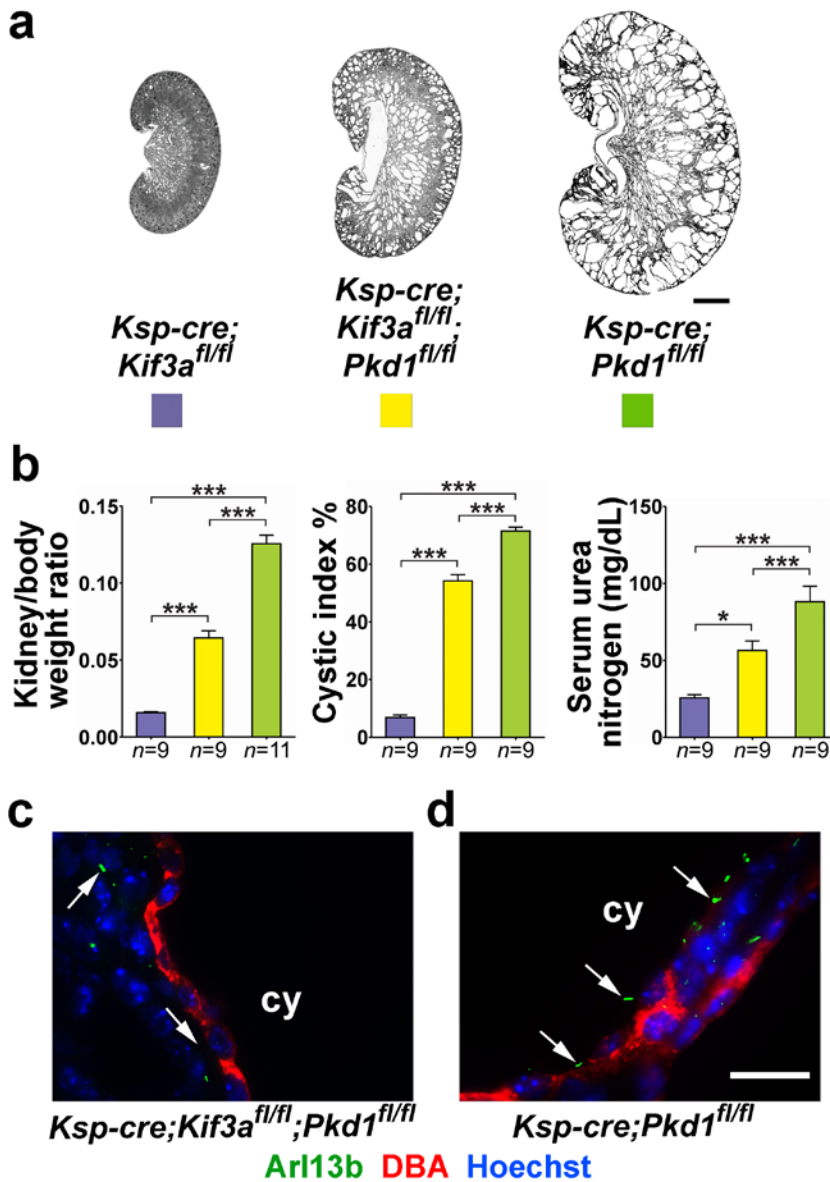 a
Ksp-cre;
Kif3a^fl/fl
Ksp-cre;
Kif3a^fl/fl;
Pkd1^fl/fl
Ksp-cre;
Pkd1^fl/fl
b
Kidney/body
weight ratio
0.15
0.10
0.05
0.00
***
***
***
n=9
n=9
n=11
Cystic index %
80
60
40
20
0
***
***
***
n=9
n=9
n=9
Serum urea
nitrogen (mg/dL)
150
100
50
0
***
***
*
n=9
n=9
n=9
c
cy
Ksp-cre;Kif3a^fl/fl;Pkd1^fl/fl
d
cy
Ksp-cre;Pkd1^fl/fl
Arl13b DBA Hoechst